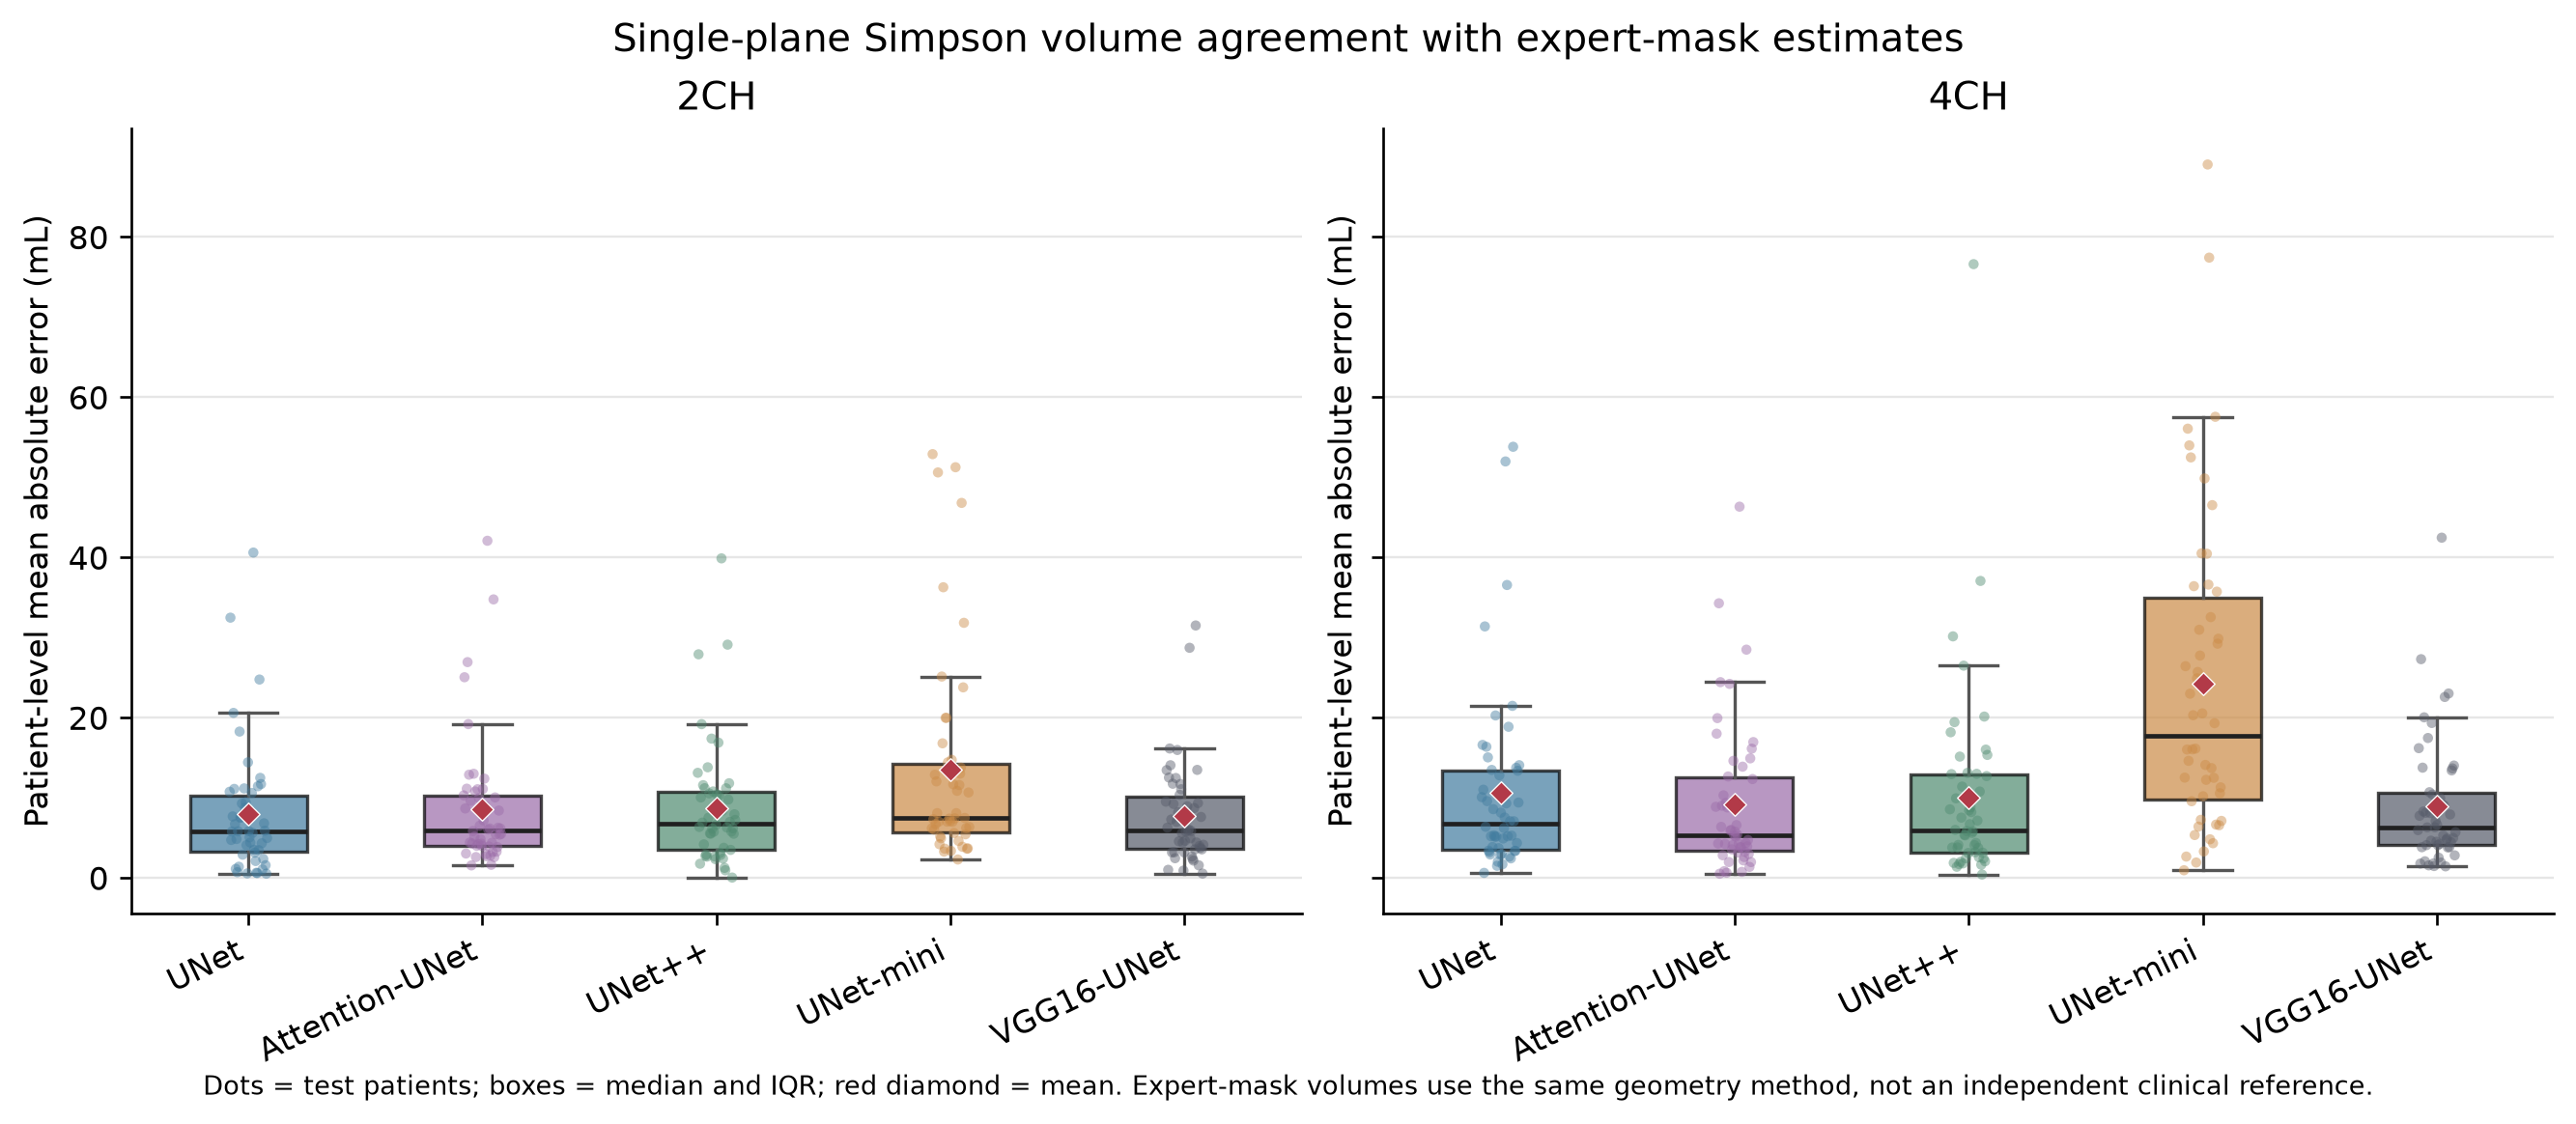 Single-plane Simpson volume agreement with expert-mask estimates
2CH
4CH
Patient-level mean absolute error (mL)
80
60
40
20
0
Patient-level mean absolute error (mL)
UNet
Attention-UNet
UNet++
UNet-mini
VGG16-UNet
UNet
Attention-UNet
UNet++
UNet-mini
VGG16-UNet
Dots = test patients; boxes = median and IQR; red diamond = mean. Expert-mask volumes use the same geometry method, not an independent clinical reference.